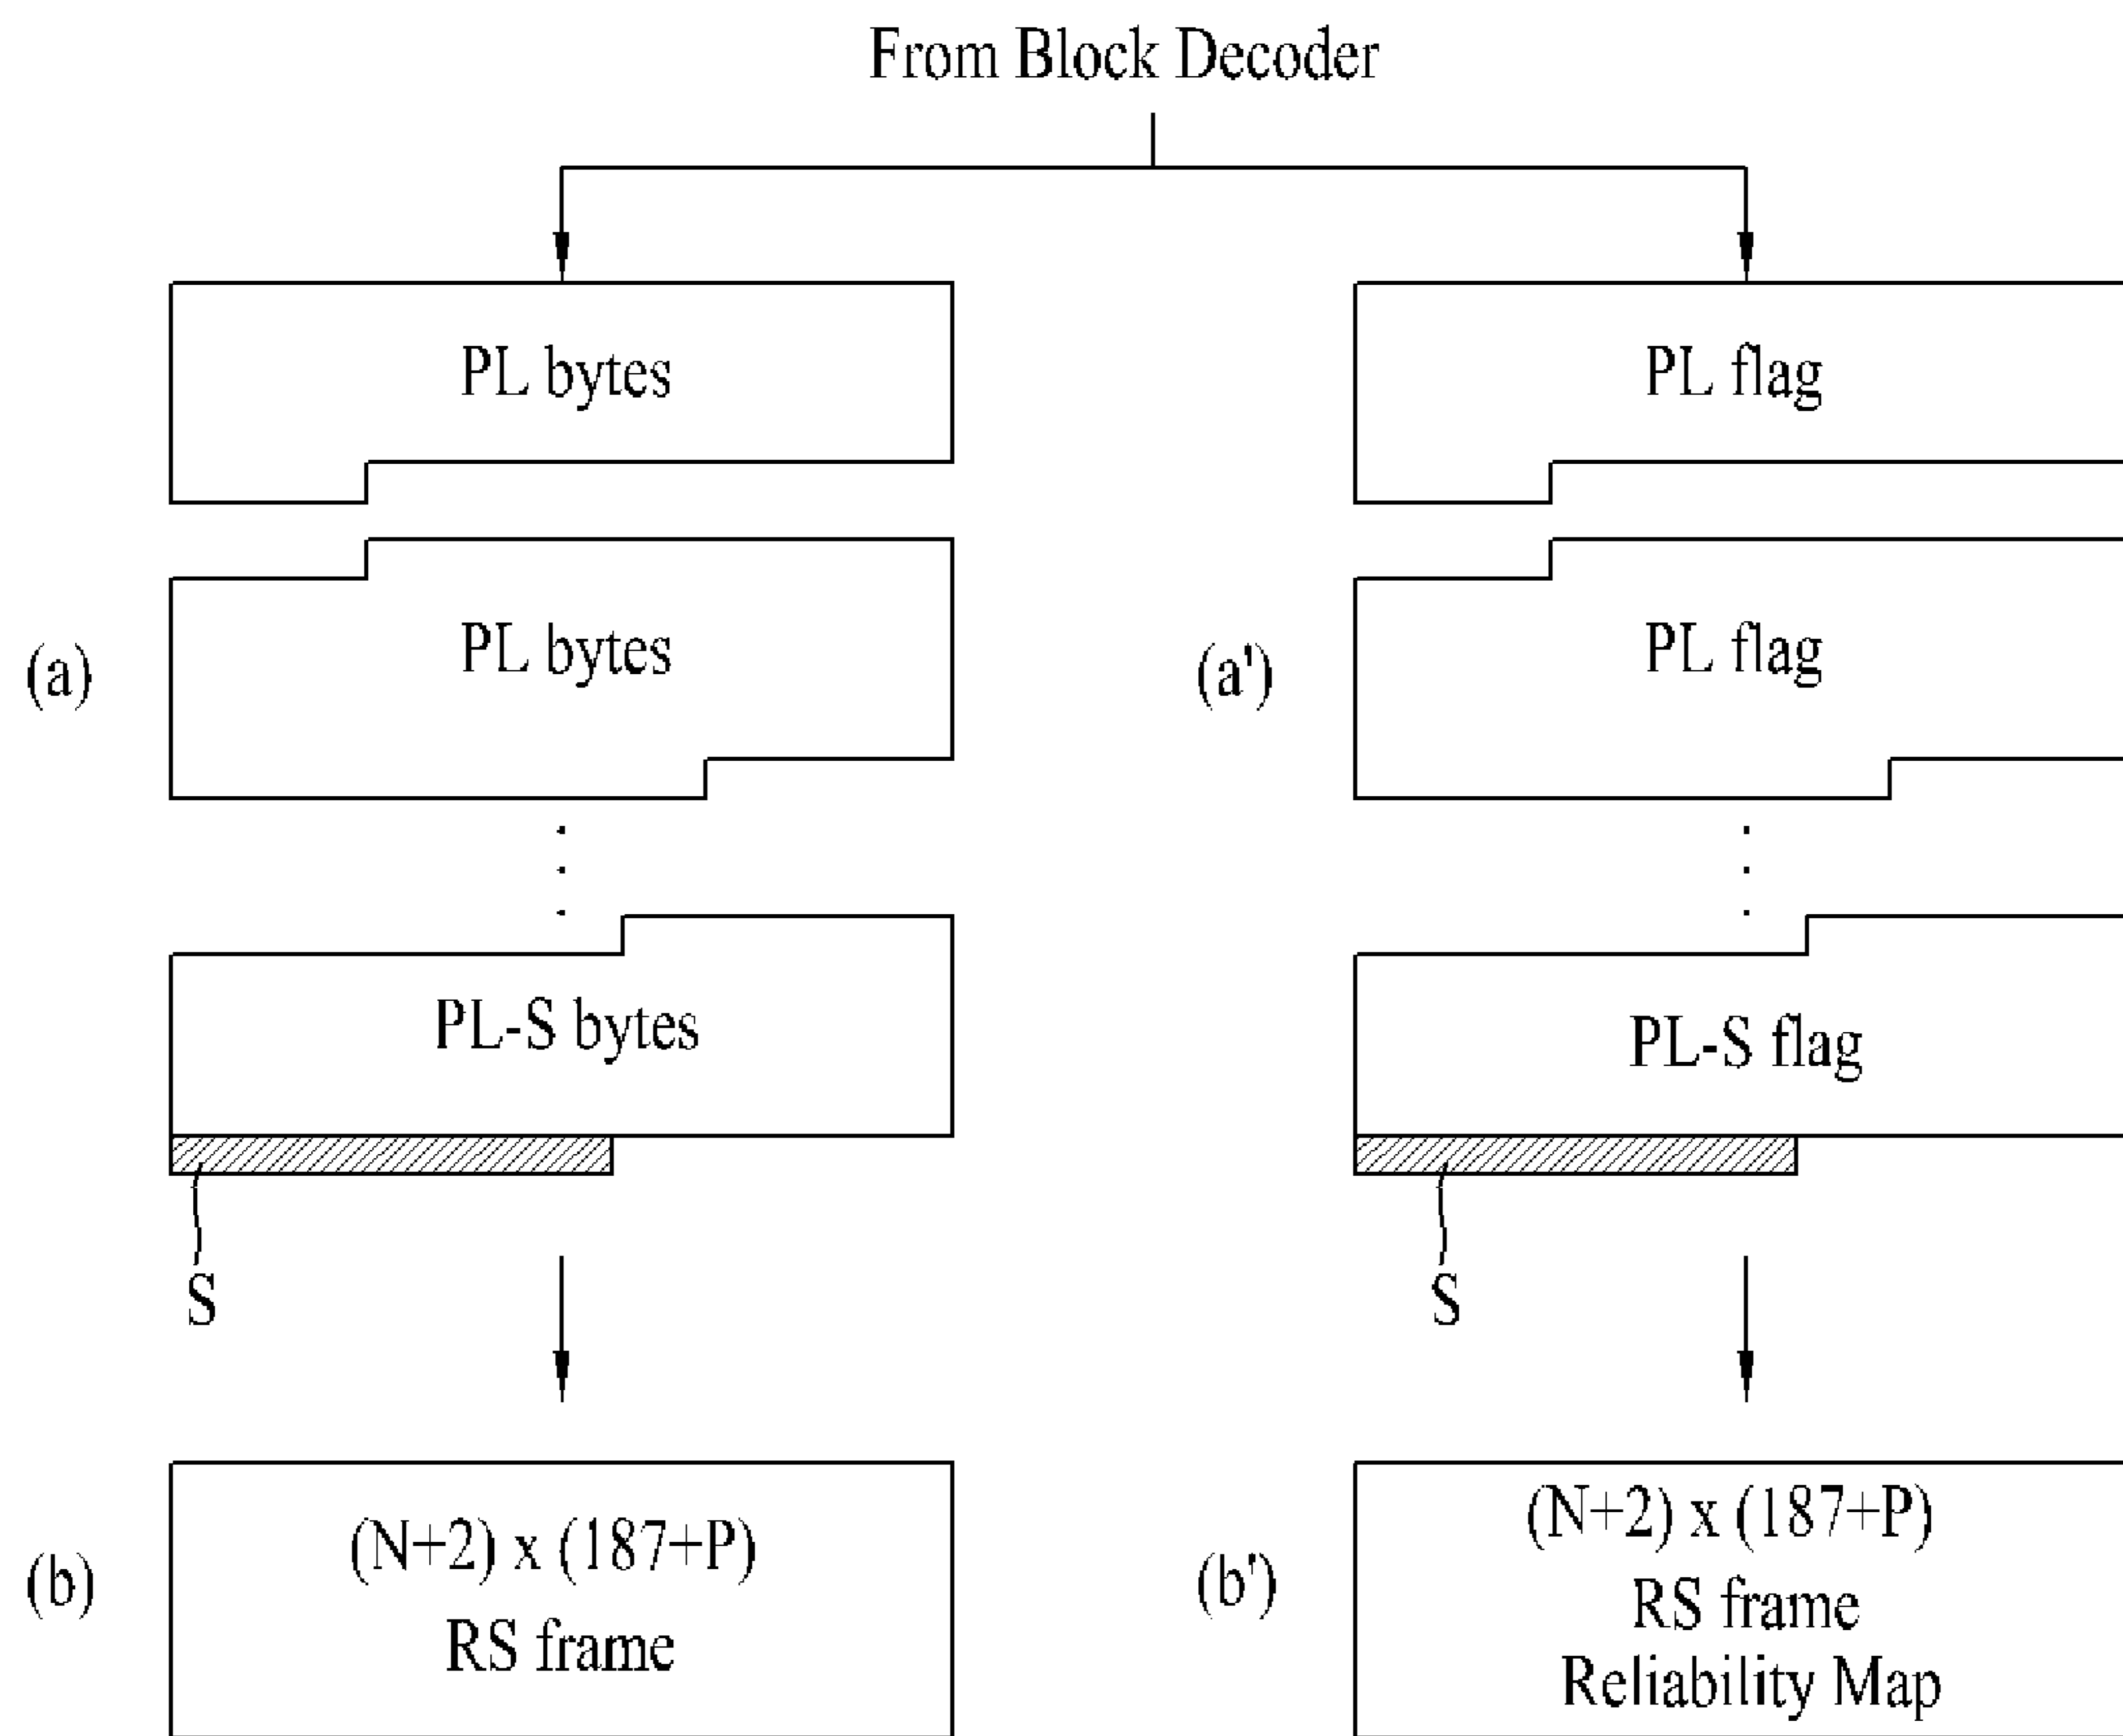 From Block Decoder
PL bytes
PL flag
PL bytes
PL flag
(a)
(a')
PL-S bytes
PL-S flag
S
S
(N+2) x (187+P)
RS frame
(N+2) x (187+P)
RS frame
Reliability Map
(b)
(b')